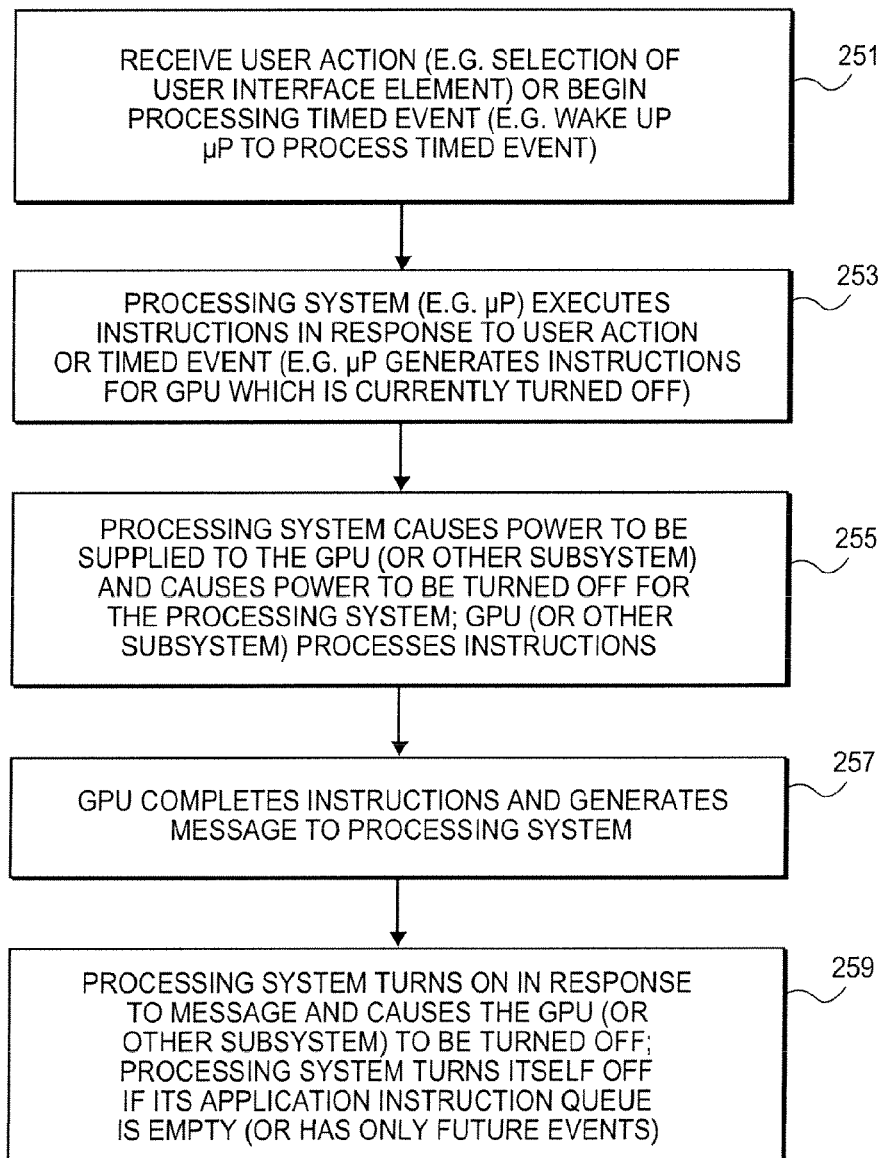 RECEIVE USER ACTION (E.G. SELECTION OF
USER INTERFACE ELEMENT) OR BEGIN
PROCESSING TIMED EVENT (E.G. WAKE UP
µP TO PROCESS TIMED EVENT)
251
PROCESSING SYSTEM (E.G. µP) EXECUTES
INSTRUCTIONS IN RESPONSE TO USER ACTION
OR TIMED EVENT (E.G. µP GENERATES INSTRUCTIONS
FOR GPU WHICH IS CURRENTLY TURNED OFF)
253
PROCESSING SYSTEM CAUSES POWER TO BE
SUPPLIED TO THE GPU (OR OTHER SUBSYSTEM)
AND CAUSES POWER TO BE TURNED OFF FOR
THE PROCESSING SYSTEM; GPU (OR OTHER
SUBSYSTEM) PROCESSES INSTRUCTIONS
255
GPU COMPLETES INSTRUCTIONS AND GENERATES
MESSAGE TO PROCESSING SYSTEM
257
PROCESSING SYSTEM TURNS ON IN RESPONSE
TO MESSAGE AND CAUSES THE GPU (OR
OTHER SUBSYSTEM) TO BE TURNED OFF;
PROCESSING SYSTEM TURNS ITSELF OFF
IF ITS APPLICATION INSTRUCTION QUEUE
IS EMPTY (OR HAS ONLY FUTURE EVENTS)
259